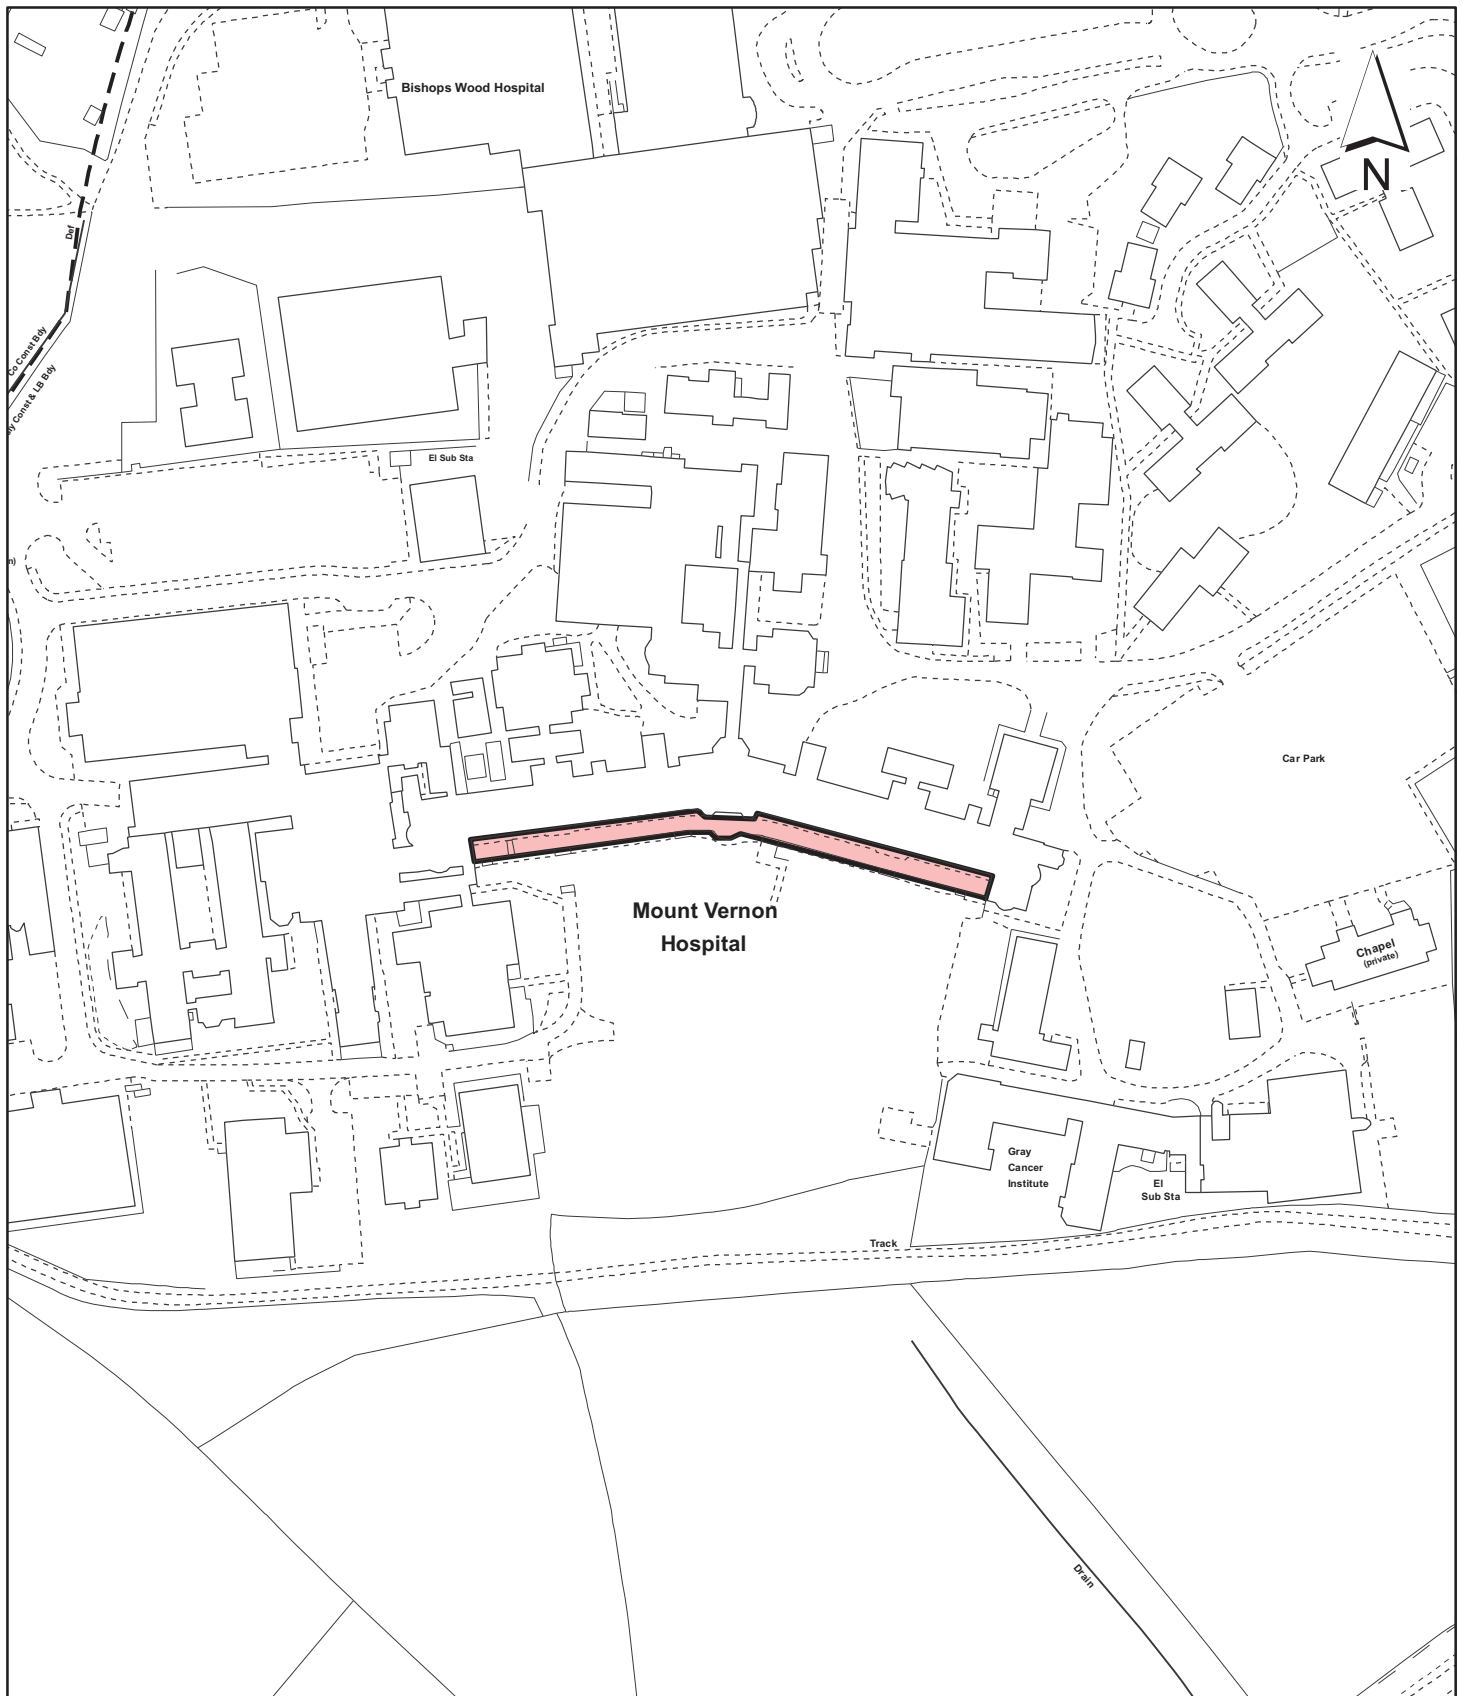 Bishops Wood Hospital
N
Def
Co Const Bdy
Const & LB Bdy
El Sub Sta
Car Park
Mount Vernon
Hospital
Chapel
(private)
Gray
Cancer
Institute
El
Sub Sta
Track
Drain